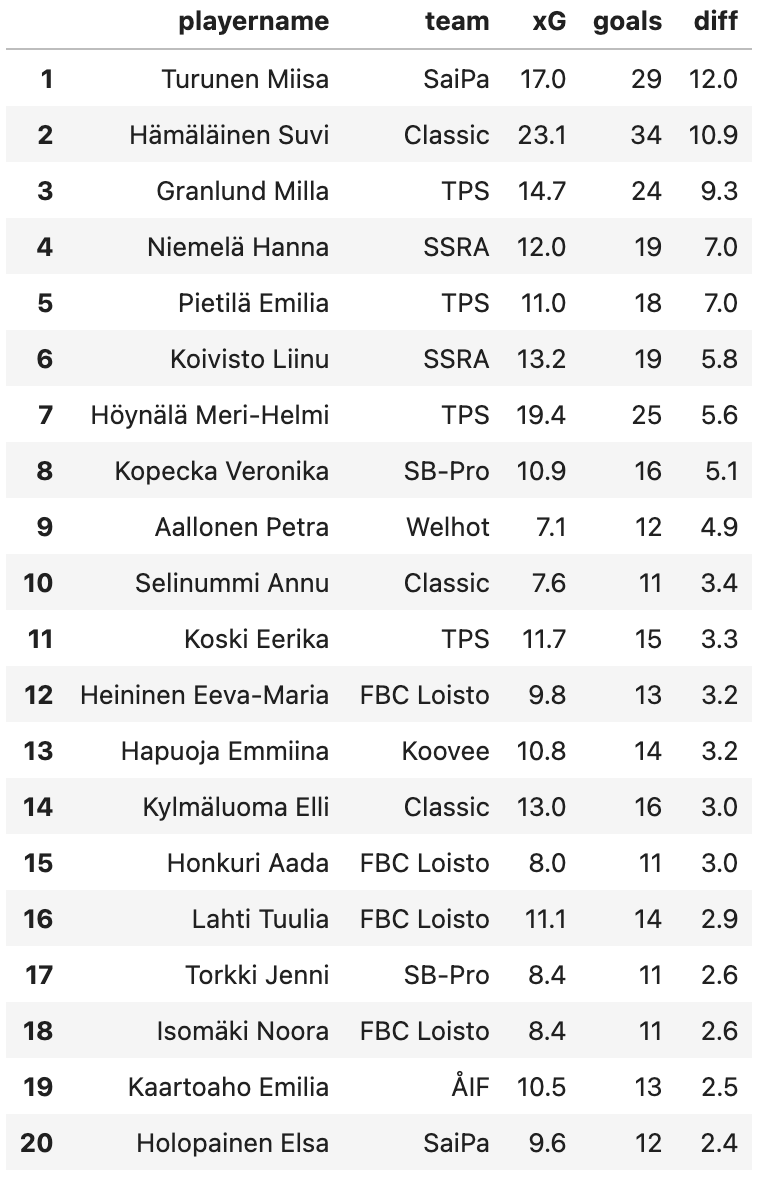 playername team xG goals diff
1 Turunen Miisa SaiPa 17.0 29 12.0
2 Hämäläinen Suvi Classic 23.1 34 10.9
3 Granlund Milla TPS 14.7 24 9.3
4 Niemelä Hanna SSRA 12.0 19 7.0
5 Pietilä Emilia TPS 11.0 18 7.0
6 Koivisto Liinu SSRA 13.2 19 5.8
7 Höynälä Meri-Helmi TPS 19.4 25 5.6
8 Kopecka Veronika SB-Pro 10.9 16 5.1
9 Aallonen Petra Welhot 7.1 12 4.9
10 Selinummi Annu Classic 7.6 11 3.4
11 Koski Eerika TPS 11.7 15 3.3
12 Heininen Eeva-Maria FBC Loisto 9.8 13 3.2
13 Hapuoja Emmiina Koovee 10.8 14 3.2
14 Kylmäluoma Elli Classic 13.0 16 3.0
15 Honkuri Aada FBC Loisto 8.0 11 3.0
16 Lahti Tuulia FBC Loisto 11.1 14 2.9
17 Torkki Jenni SB-Pro 8.4 11 2.6
18 Isomäki Noora FBC Loisto 8.4 11 2.6
19 Kaartoaho Emilia ÅIF 10.5 13 2.5
20 Holopainen Elsa SaiPa 9.6 12 2.4